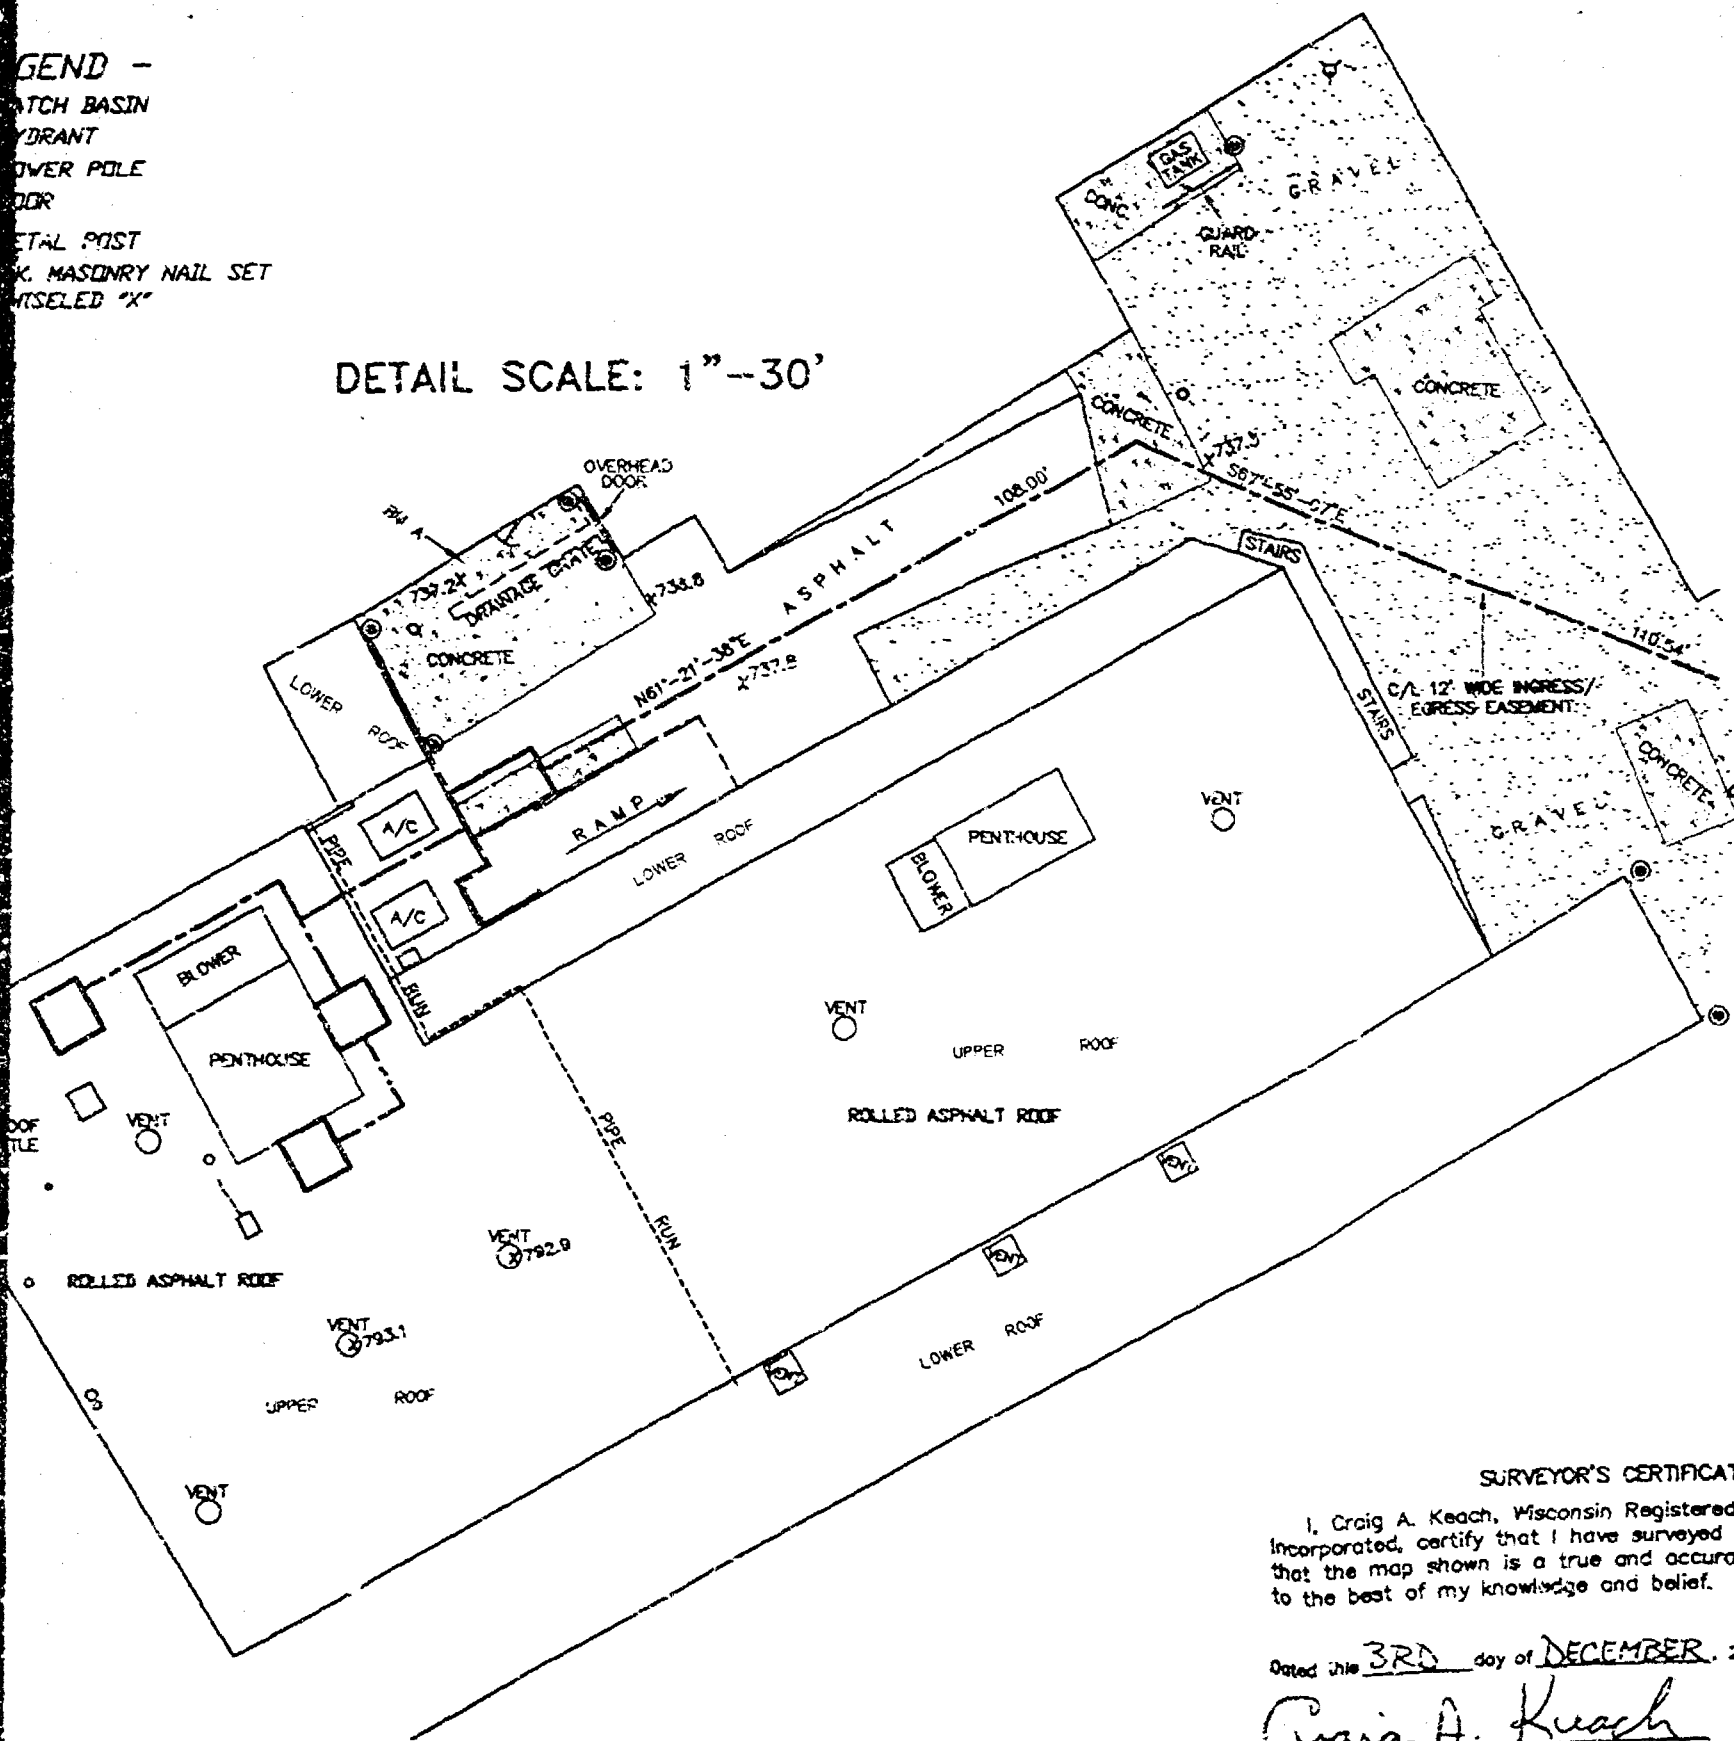 GEND -
ATCH BASIN
YDRANT
OWER POLE
OOR
ETAL POST
K. MASONRY NAIL SET
HISELED "X"
DETAIL SCALE: 1"--30'
GAS
TANK
CONC.
GRAVEL
GUARD
RAIL
CONCRETE
CONCRETE
737.5
S67°-55'-07"E
108.00'
ASPHALT
OVERHEAD
DOOR
737.2
DRAINAGE GRATE
738.8
CONCRETE
N61°-21'-38"E
737.8
STAIRS
110.54'
C/L 12' WIDE INGRESS/
EGRESS EASEMENT
STAIRS
LOWER ROOF
CONCRETE
GRAVEL
A/C
PIPE
RAMP
LOWER ROOF
VENT
PENTHOUSE
BLOWER
A/C
RUN
BLOWER
PENTHOUSE
VENT
UPPER ROOF
ROLLED ASPHALT ROOF
OOF
TLE
VENT
PIPE
RUN
VENT
792.9
ROLLED ASPHALT ROOF
VENT
793.1
UPPER ROOF
LOWER ROOF
VENT
SURVEYOR'S CERTIFICAT
I, Craig A. Keach, Wisconsin Registered
Incorporated, certify that I have surveyed
that the map shown is a true and accura
to the best of my knowledge and belief.
Dated this 3RD day of DECEMBER, 2
Craig A. Keach